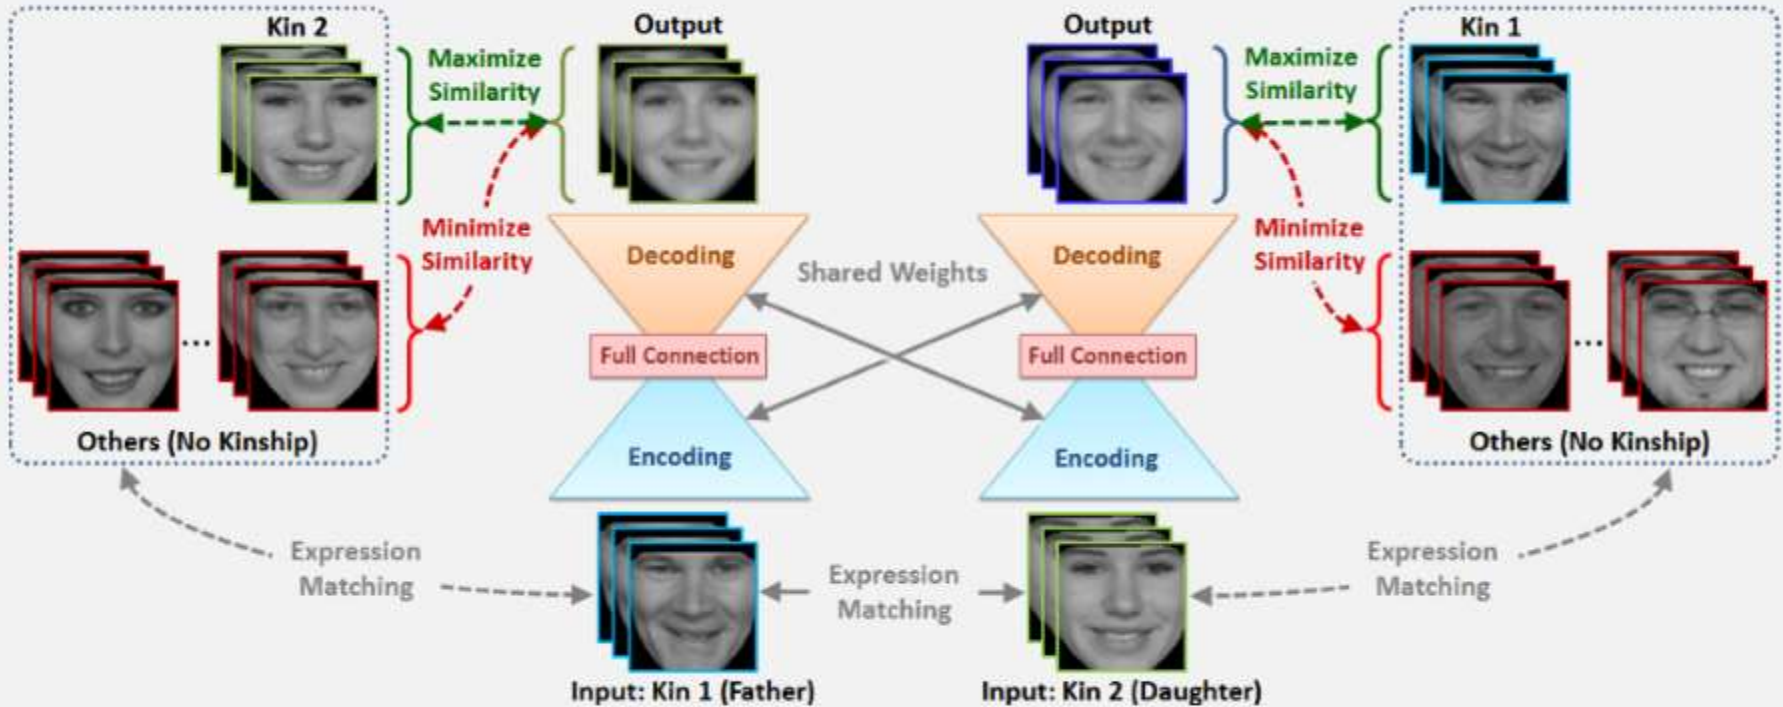 Kin 2
Output
Output
Kin 1
Maximize
Similarity
Maximize
Similarity
Minimize
Similarity
Minimize
Similarity
Decoding
Shared Weights
Decoding
Full Connection
Full Connection
...
...
Others (No Kinship)
Encoding
Encoding
Others (No Kinship)
Expression
Matching
Expression
Matching
Expression
Matching
Input: Kin 1 (Father)
Input: Kin 2 (Daughter)